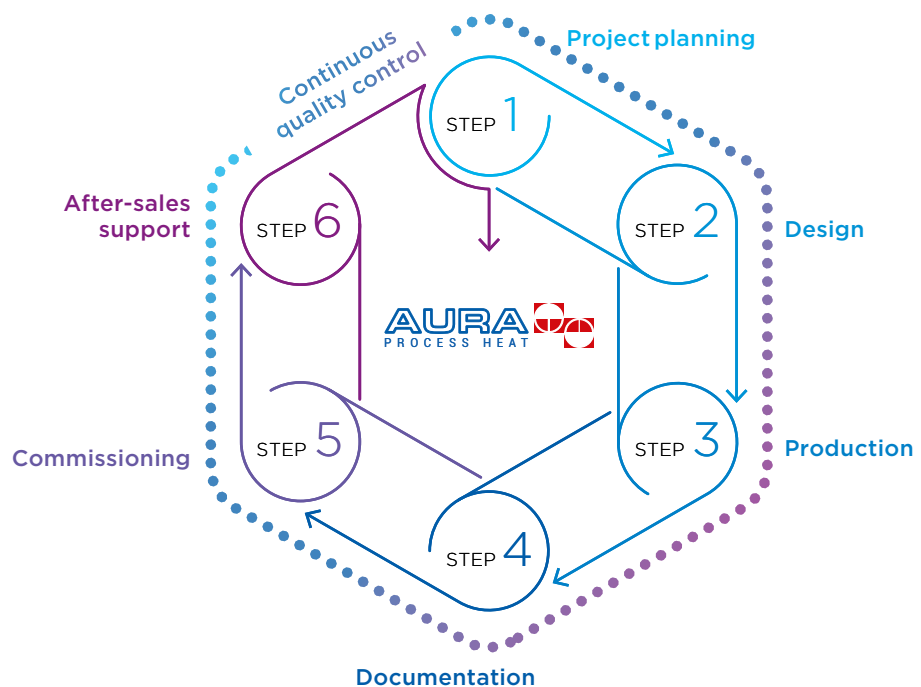 Continuous
quality control
Project planning
STEP 1
STEP 2
Design
STEP 3
Production
STEP 4
Documentation
STEP 5
Commissioning
STEP 6
After-sales
support
AURA
PROCESS HEAT